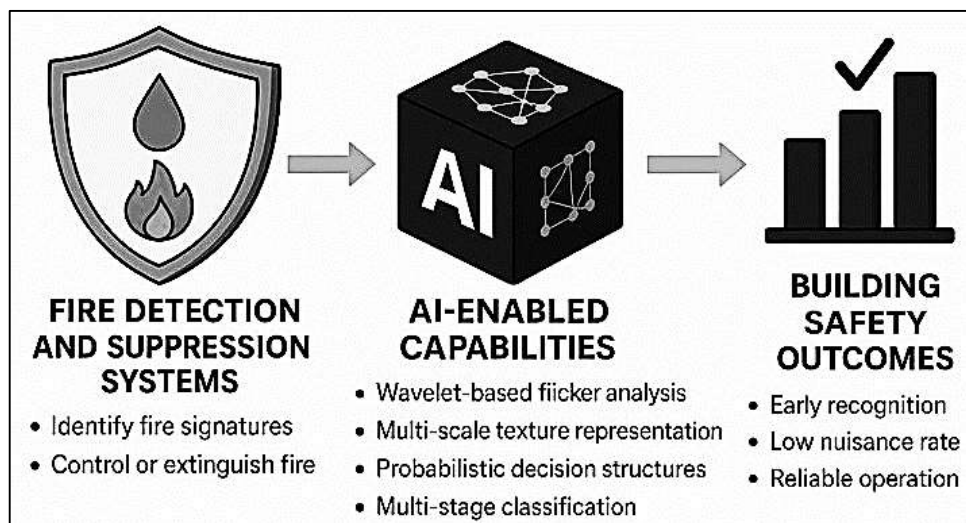 AI
FIRE DETECTION
AND SUPPRESSION
SYSTEMS
• Identify fire signatures
• Control or extinguish fire
AI-ENABLED
CAPABILITIES
• Wavelet-based fiicker analysis
• Multi-scale texture representation
• Probabilistic decision structures
• Multi-stage classification
BUILDING
SAFETY
OUTCOMES
• Early recognition
• Low nuisance rate
• Reliable operation